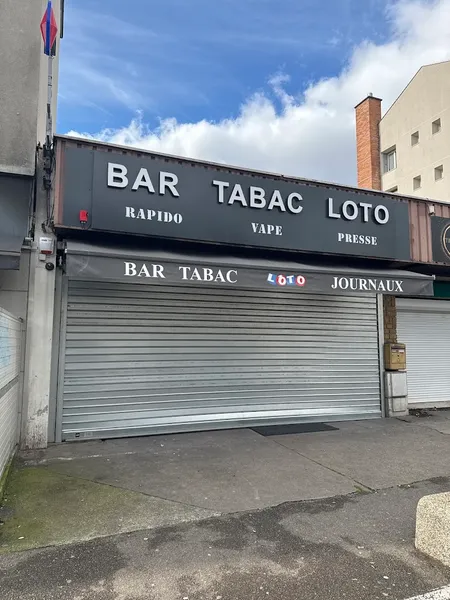 BAR TABAC LOTO
RAPIDO VAPE PRESSE
BAR TABAC LOTO JOURNAUX